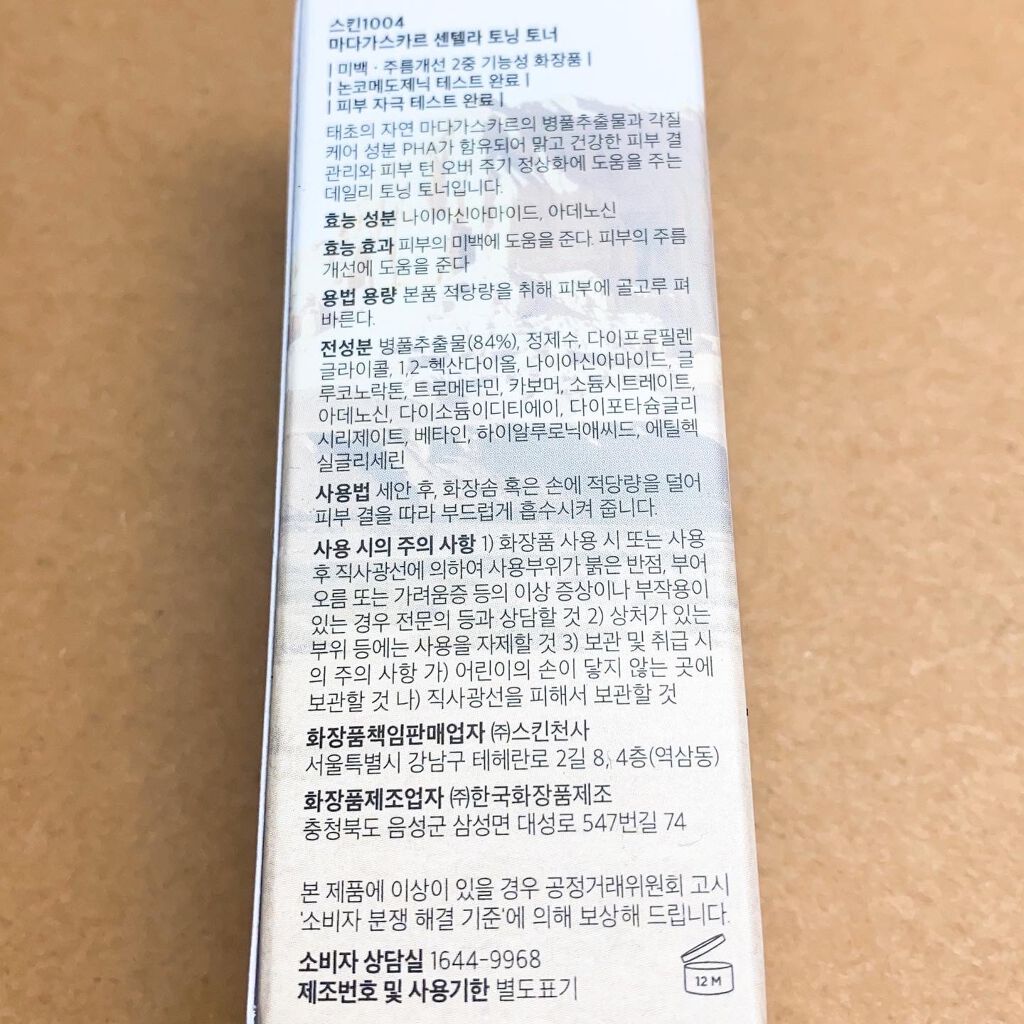 스킨1004
마다가스카르 센텔라 토닝 토너
| 미백 · 주름개선 2중 기능성 화장품 |
| 논코메도제닉 테스트 완료 |
| 피부 자극 테스트 완료 |
태초의 자연 마다가스카르의 병풀추출물과 각질
케어 성분 PHA가 함유되어 맑고 건강한 피부 결
관리와 피부 턴 오버 주기 정상화에 도움을 주는
데일리 토닝 토너입니다.
효능 성분 나이아신아마이드, 아데노신
효능 효과 피부의 미백에 도움을 준다. 피부의 주름
개선에 도움을 준다
용법 용량 본품 적당량을 취해 피부에 골고루 펴
바른다.
전성분 병풀추출물(84%), 정제수, 다이프로필렌
글라이콜, 1,2-헥산다이올, 나이아신아마이드, 글
루코노락톤, 트로메타민, 카보머, 소듐시트레이트,
아데노신, 다이소듐이디티에이, 다이포타슘글리
시리제이트, 베타인, 하이알루로닉애씨드, 에틸헥
실글리세린
사용법 세안 후, 화장솜 혹은 손에 적당량을 덜어
피부 결을 따라 부드럽게 흡수시켜 줍니다.
사용 시의 주의 사항 1) 화장품 사용 시 또는 사용
후 직사광선에 의하여 사용부위가 붉은 반점, 부어
오름 또는 가려움증 등의 이상 증상이나 부작용이
있는 경우 전문의 등과 상담할 것 2) 상처가 있는
부위 등에는 사용을 자제할 것 3) 보관 및 취급 시
의 주의 사항 가) 어린이의 손이 닿지 않는 곳에
보관할 것 나) 직사광선을 피해서 보관할 것
화장품책임판매업자 ㈜스킨천사
서울특별시 강남구 테헤란로 2길 8, 4층(역삼동)
화장품제조업자 ㈜한국화장품제조
충청북도 음성군 삼성면 대성로 547번길 74
본 제품에 이상이 있을 경우 공정거래위원회 고시
'소비자 분쟁 해결 기준'에 의해 보상해 드립니다.
소비자 상담실 1644-9968
제조번호 및 사용기한 별도표기
12 M